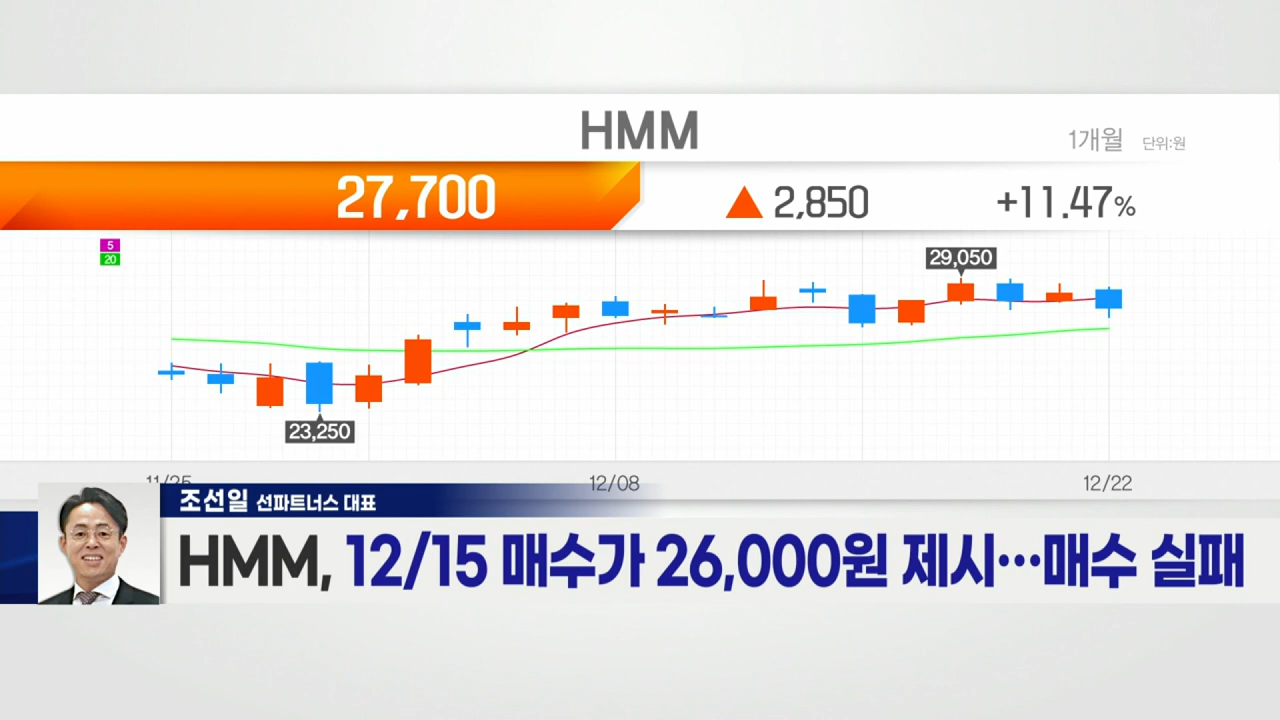 HMM
1개월 단위:원
27,700 ▲ 2,850 +11.47%
5
20
29,050
23,250
11/25 12/08 12/22
조선일 선파트너스 대표
HMM, 12/15 매수가 26,000원 제시…매수 실패